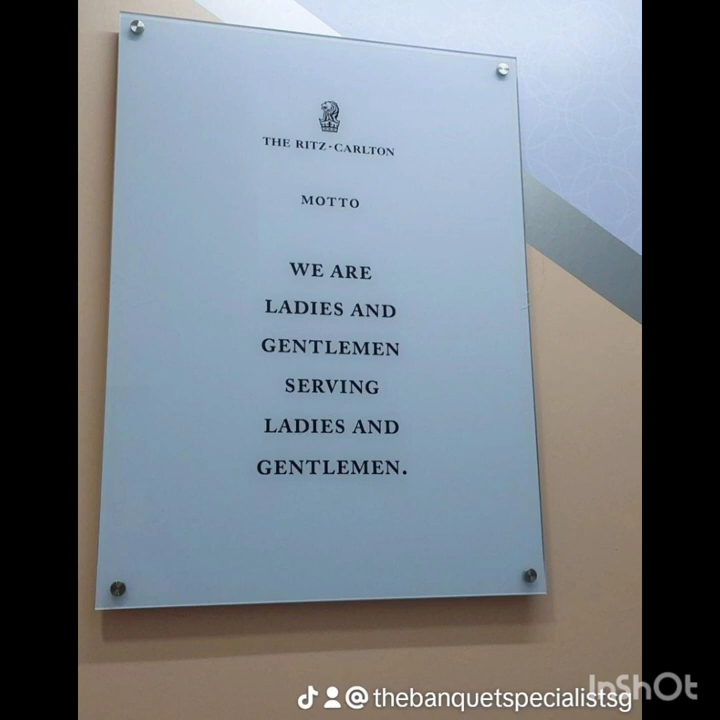 THE RITZ-CARLTON
MOTTO
WE ARE
LADIES AND
GENTLEMEN
SERVING
LADIES AND
GENTLEMEN.
@thebanquetspecialistsg
InShOt